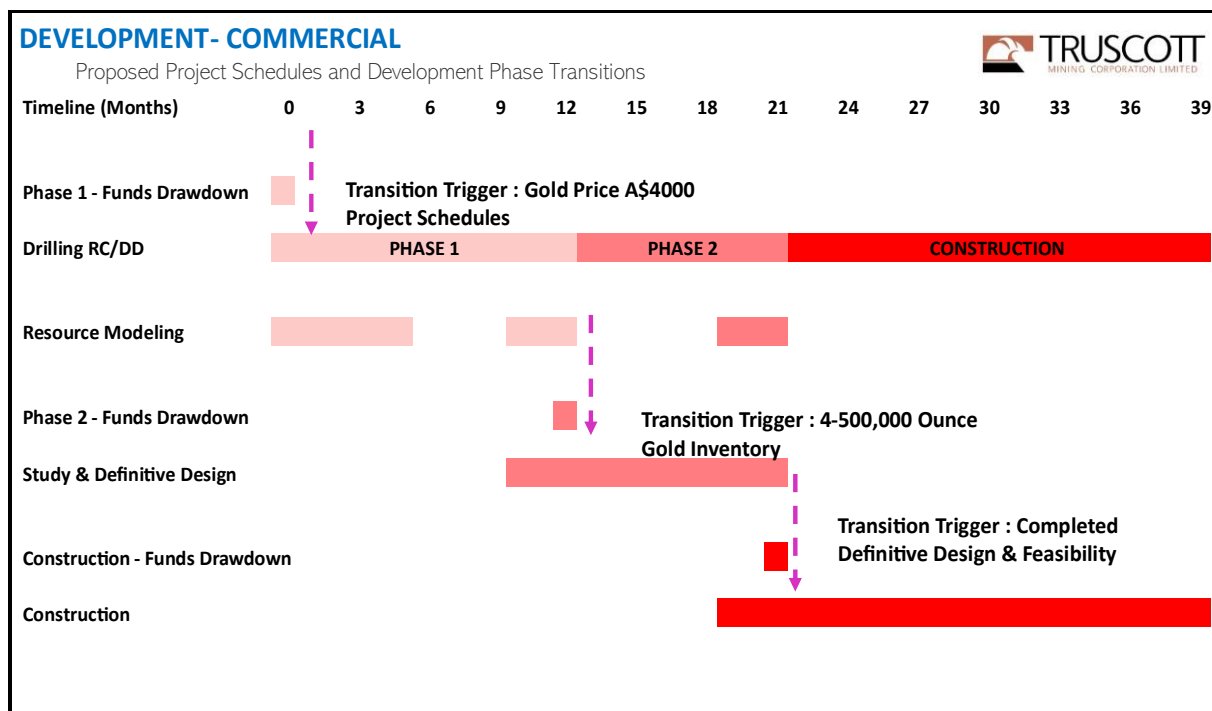 DEVELOPMENT- COMMERCIAL
TRUSCOTT
MINING CORPORATION LIMITED
Proposed Project Schedules and Development Phase Transitions
Timeline (Months) 0 3 6 9 12 15 18 21 24 27 30 33 36 39
Phase 1 - Funds Drawdown
Transition Trigger : Gold Price A$4000
Project Schedules
Drilling RC/DD PHASE 1 PHASE 2 CONSTRUCTION
Resource Modeling
Phase 2 - Funds Drawdown
Transition Trigger : 4-500,000 Ounce
Gold Inventory
Study & Definitive Design
Transition Trigger : Completed
Definitive Design & Feasibility
Construction - Funds Drawdown
Construction